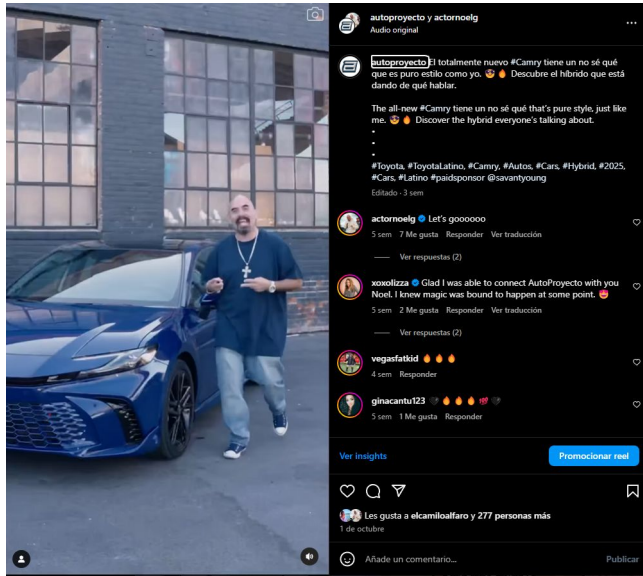 autoproyecto y actornoelg
Audio original
autoproyecto El totalmente nuevo #Camry tiene un no sé qué
que es puro estilo como yo. 😎🔥 Descubre el híbrido que está
dando de qué hablar.
The all-new #Camry tiene un no sé qué that's pure style, just like
me. 😎🔥 Discover the hybrid everyone's talking about.
•
•
•
#Toyota, #ToyotaLatino, #Camry, #Autos, #Cars, #Hybrid, #2025,
#Cars, #Latino #paidsponsor @savantyoung
Editado · 3 sem
actornoelg Let's goooooo
5 sem 7 Me gusta Responder Ver traducción
Ver respuestas (2)
xoxolizza Glad I was able to connect AutoProyecto with you
Noel. I knew magic was bound to happen at some point. 😍
5 sem 2 Me gusta Responder Ver traducción
Ver respuestas (2)
vegasfatkid 🔥🔥🔥
4 sem Responder
ginacantu123 🖤🔥🔥🔥💯🖤
5 sem 1 Me gusta Responder
Ver insights
Promocionar reel
Les gusta a elcamiloalfaro y 277 personas más
1 de octubre
Añade un comentario...
Publicar